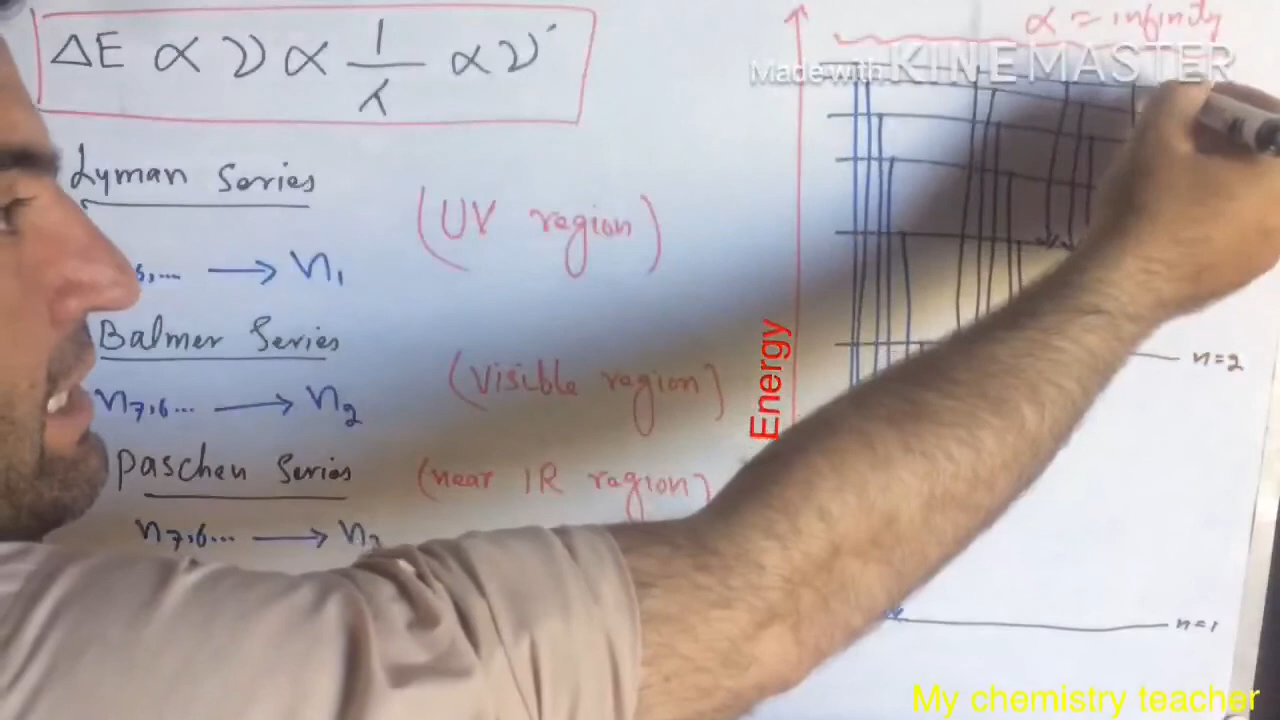 ΔE ∝ ν ∝ 1/λ ∝ ν̄
α = infinity
Made with KINEMASTER
Lyman Series
(UV region)
5,... → n₁
Balmer Series
(Visible region)
n₇,₆... → n₂
Paschen Series
(near IR region)
n₇,₆... → n₃
Energy
n=2
n=1
My chemistry teacher